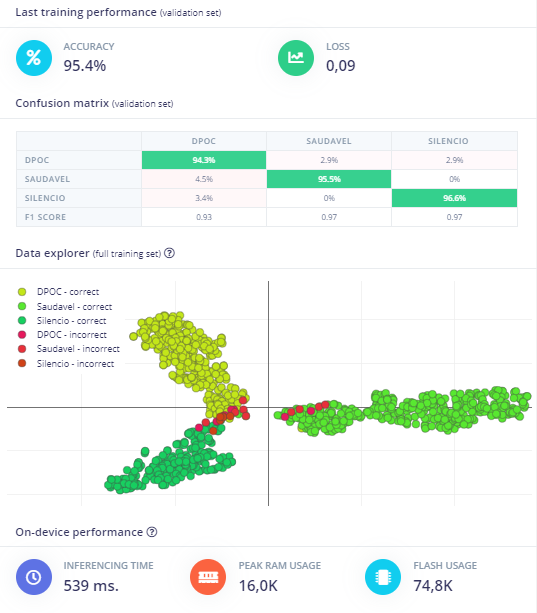 Last training performance (validation set)
% ACCURACY
95.4%
LOSS
0,09
Confusion matrix (validation set)
DPOC SAUDAVEL SILENCIO
DPOC 94.3% 2.9% 2.9%
SAUDAVEL 4.5% 95.5% 0%
SILENCIO 3.4% 0% 96.6%
F1 SCORE 0.93 0.97 0.97
Data explorer (full training set) ?
DPOC - correct
Saudavel - correct
Silencio - correct
DPOC - incorrect
Saudavel - incorrect
Silencio - incorrect
On-device performance ?
INFERENCING TIME
539 ms.
PEAK RAM USAGE
16,0K
FLASH USAGE
74,8K